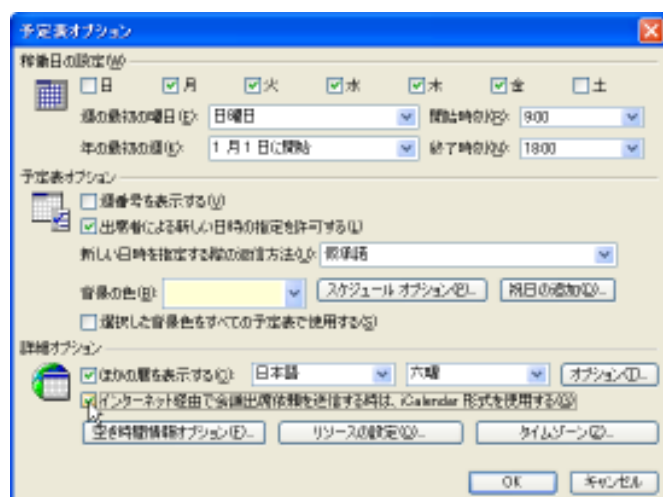 予定表オプション
稼働日の設定(W)
日 月 火 水 木 金 土
週の最初の曜日(E): 日曜日 開始時刻(R): 9:00
年の最初の週(K): 1 月 1 日に開始 終了時刻(N): 18:00
予定表オプション
週番号を表示する(V)
出席者による新しい日時の指定を許可する(L)
新しい日時を指定する際の返信方法(U): 仮承諾
背景の色(B): スケジュール オプション(P)... 祝日の追加(D)...
選択した背景色をすべての予定表で使用する(S)
詳細オプション
ほかの暦を表示する(C): 日本語 六曜 オプション(T)...
インターネット経由で会議出席依頼を送信する時は、iCalendar 形式を使用する(G)
空き時間情報オプション(F)... リソースの設定(O)... タイムゾーン(Z)...
OK キャンセル